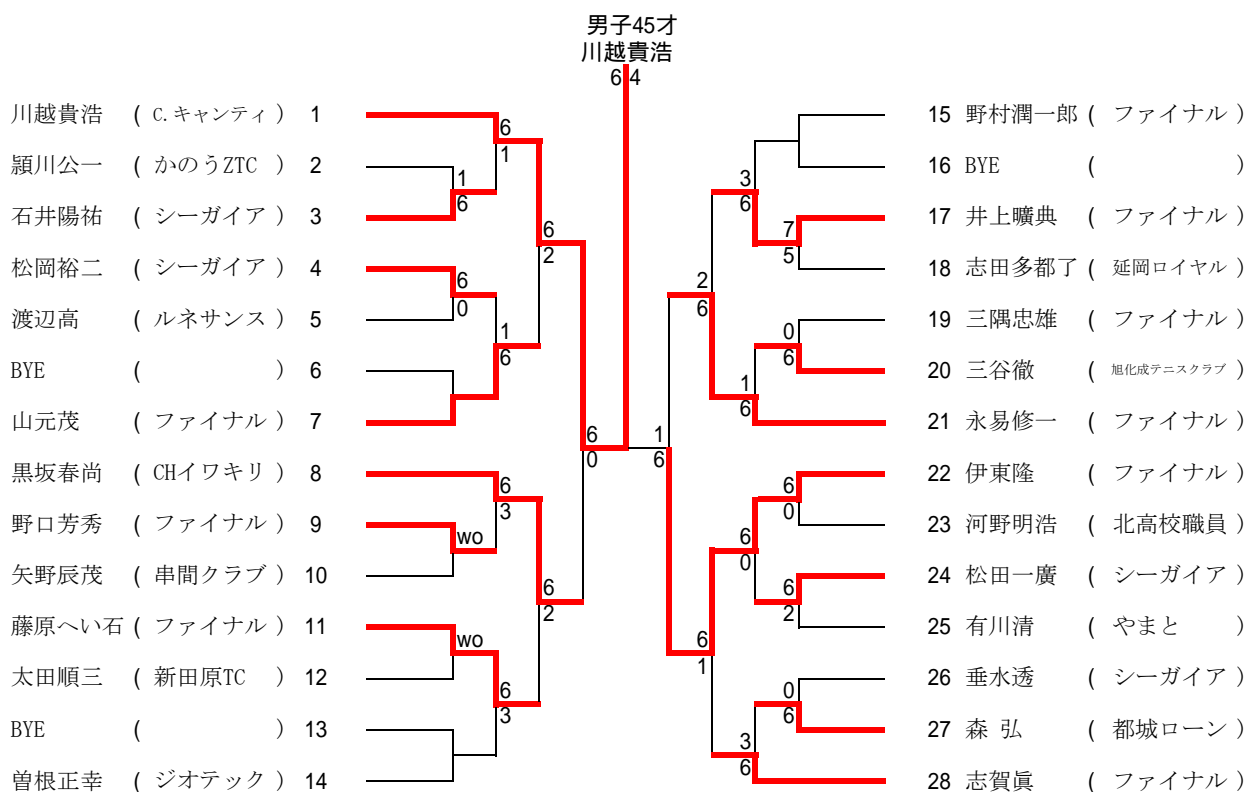 男子45才
川越貴浩
6 4
川越貴浩 ( C.キャンティ ) 1
頴川公一 ( かのうZTC ) 2
石井陽祐 ( シーガイア ) 3
松岡裕二 ( シーガイア ) 4
渡辺高 ( ルネサンス ) 5
BYE ( ) 6
山元茂 ( ファイナル ) 7
黒坂春尚 ( CHイワキリ ) 8
野口芳秀 ( ファイナル ) 9
矢野辰茂 ( 串間クラブ ) 10
藤原へい石 ( ファイナル ) 11
太田順三 ( 新田原TC ) 12
BYE ( ) 13
曽根正幸 ( ジオテック ) 14
1
6
6
0
wo
wo
6
1
1
6
6
3
6
3
6
2
6
2
6
0
1
6
2
6
6
1
3
6
1
6
6
0
3
6
7
5
0
6
6
0
6
2
0
6
15 野村潤一郎 ( ファイナル )
16 BYE ( )
17 井上曠典 ( ファイナル )
18 志田多都了 ( 延岡ロイヤル )
19 三隅忠雄 ( ファイナル )
20 三谷徹 ( 旭化成テニスクラブ )
21 永易修一 ( ファイナル )
22 伊東隆 ( ファイナル )
23 河野明浩 ( 北高校職員 )
24 松田一廣 ( シーガイア )
25 有川清 ( やまと )
26 垂水透 ( シーガイア )
27 森 弘 ( 都城ローン )
28 志賀眞 ( ファイナル )